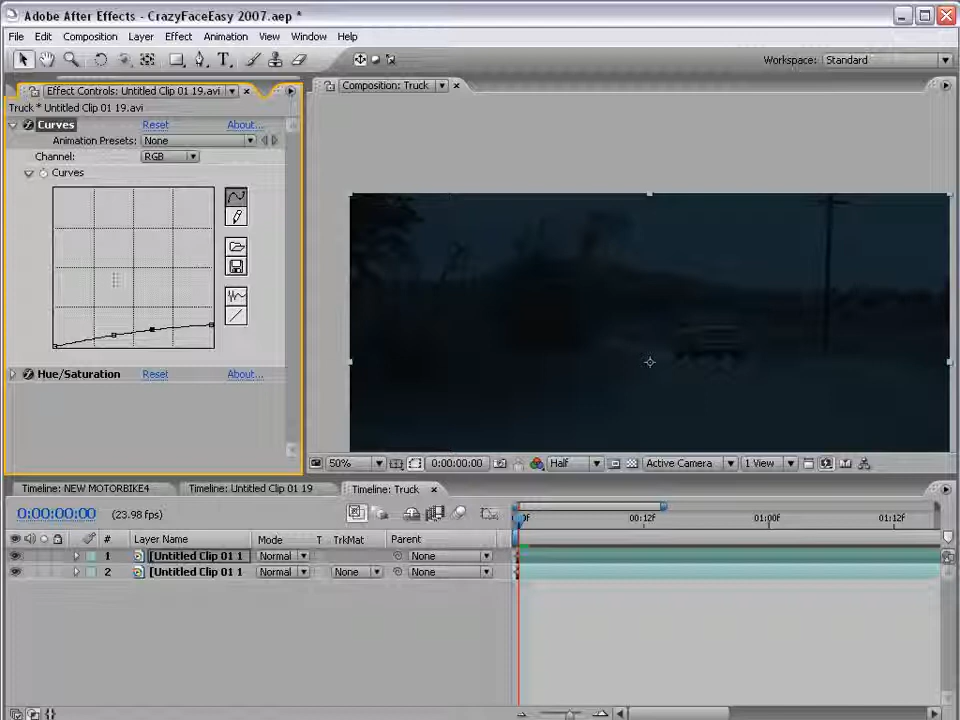 Adobe After Effects - CrazyFaceEasy 2007.aep *
File Edit Composition Layer Effect Animation View Window Help
Workspace: Standard
Effect Controls: Untitled Clip 01 19.avi
Composition: Truck
Truck * Untitled Clip 01 19.avi
Curves Reset About...
Animation Presets: None
Channel: RGB
Curves
Hue/Saturation Reset About...
50% 0:00:00:00 Half Active Camera 1 View
Timeline: NEW MOTORBIKE4 Timeline: Untitled Clip 01 19 Timeline: Truck
0:00:00:00 (23.98 fps)
00:12f 01:00f 01:12f
# Layer Name Mode T TrkMat Parent
1 [Untitled Clip 01 1 Normal None
2 [Untitled Clip 01 1 Normal None None